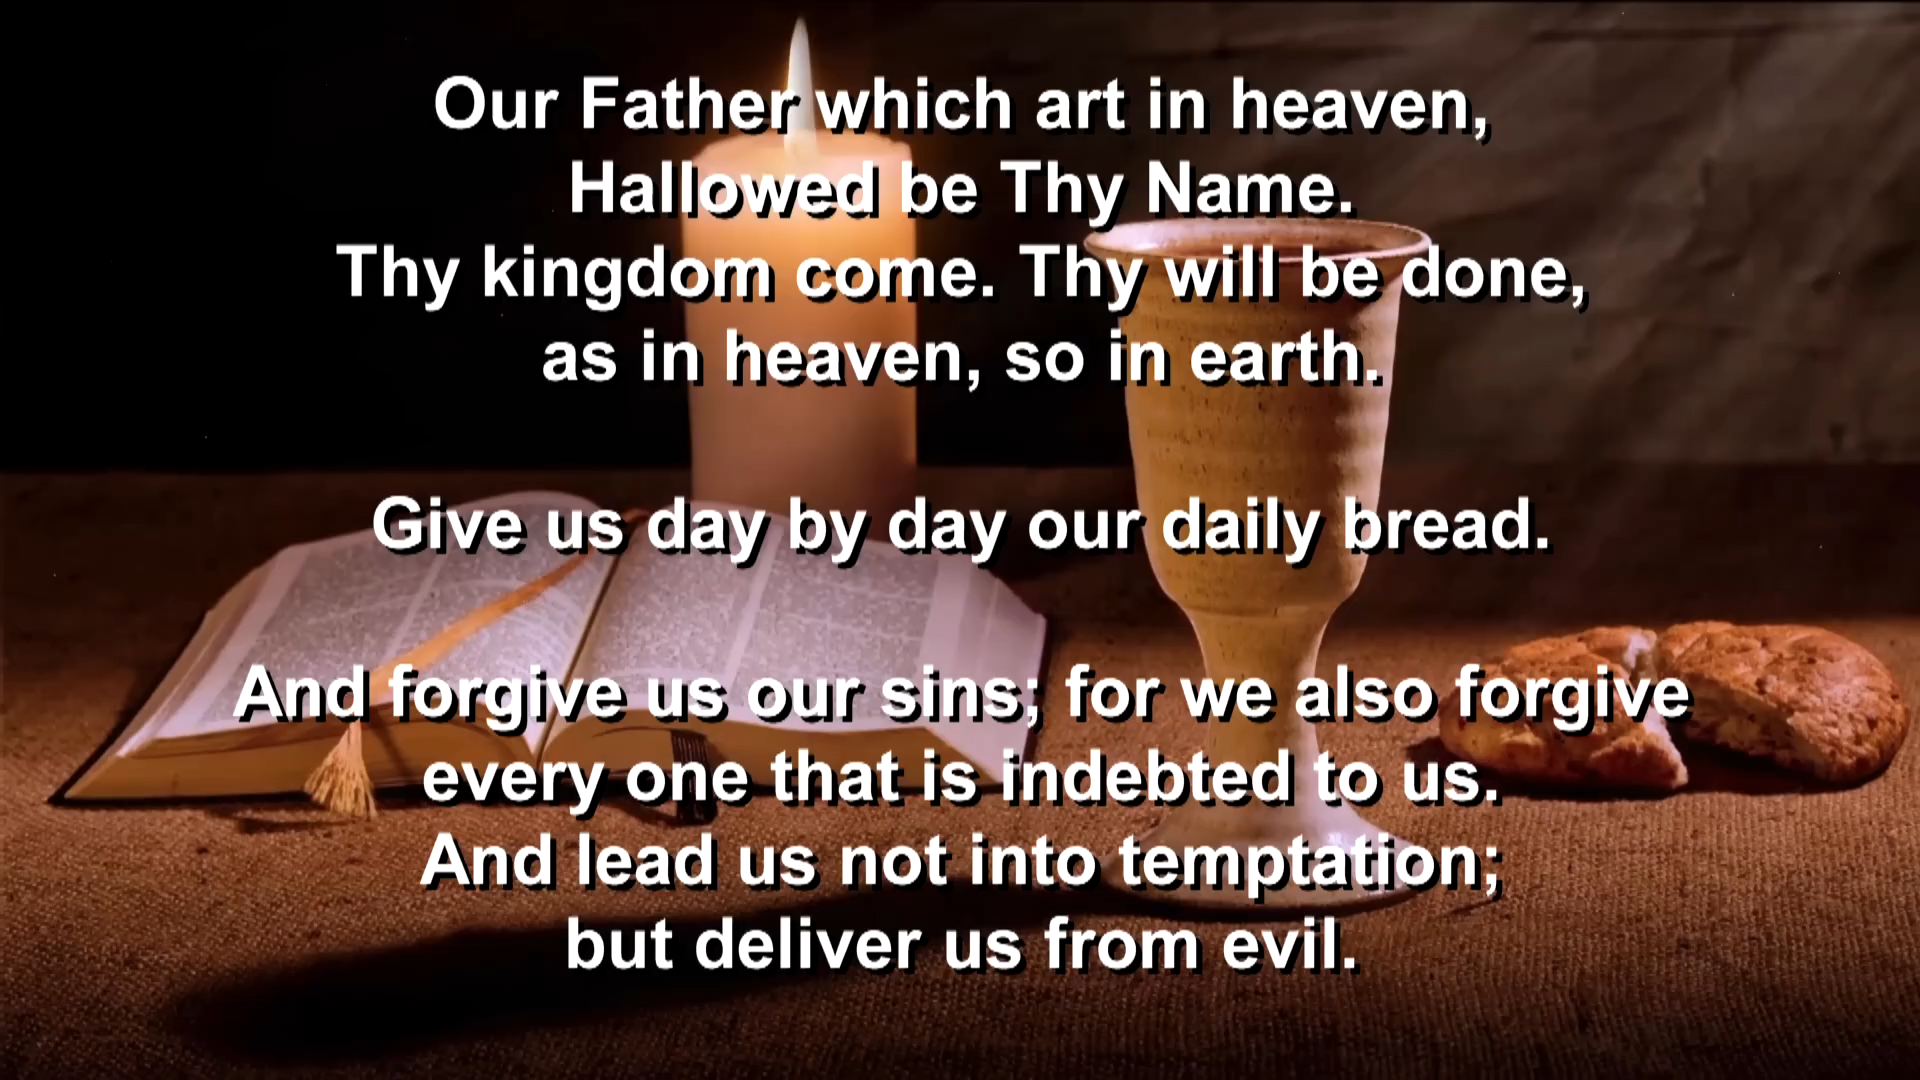 Our Father which art in heaven,
Hallowed be Thy Name.
Thy kingdom come. Thy will be done,
as in heaven, so in earth.
Give us day by day our daily bread.
And forgive us our sins; for we also forgive
every one that is indebted to us.
And lead us not into temptation;
but deliver us from evil.